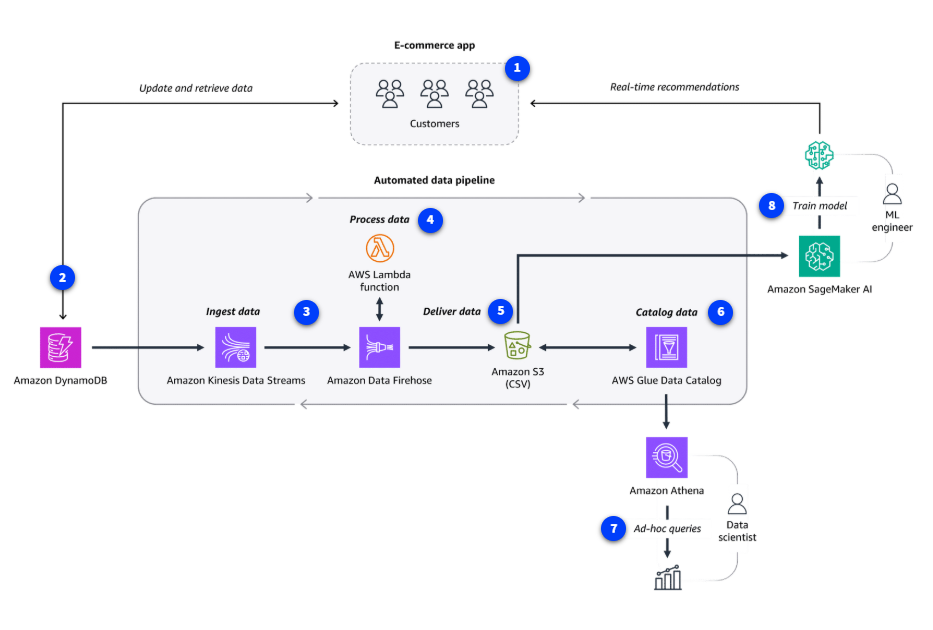 E-commerce app
1
Update and retrieve data
Real-time recommendations
Customers
Automated data pipeline
Process data
4
8
Train model
ML
engineer
AWS Lambda
function
2
Amazon SageMaker AI
Ingest data
3
Deliver data
5
Catalog data
6
Amazon DynamoDB
Amazon Kinesis Data Streams
Amazon Data Firehose
Amazon S3
(CSV)
AWS Glue Data Catalog
Amazon Athena
7
Ad-hoc queries
Data
scientist